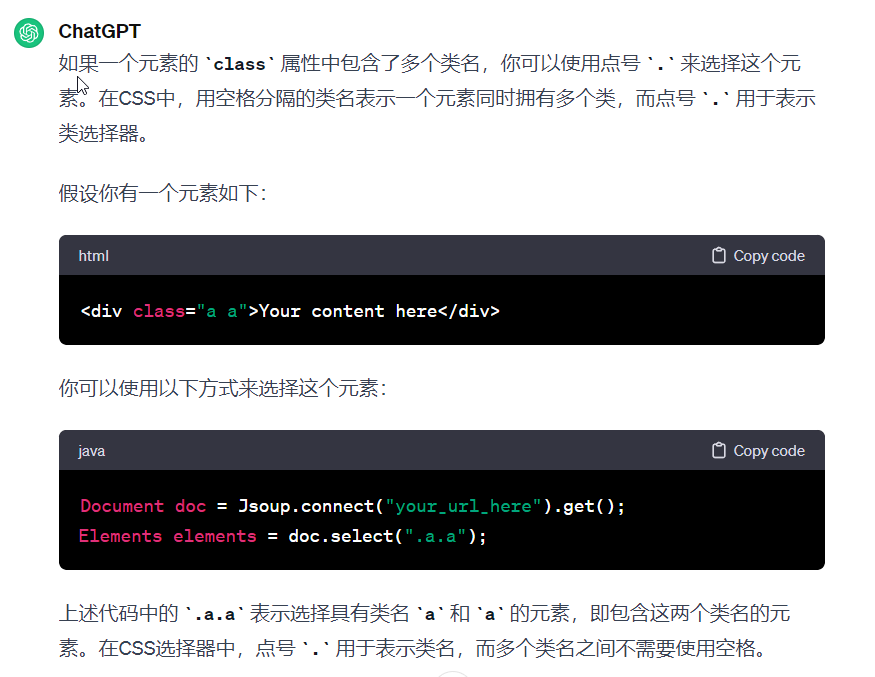 ChatGPT
如果一个元素的 `class` 属性中包含了多个类名，你可以使用点号 `.` 来选择这个元
素。在CSS中，用空格分隔的类名表示一个元素同时拥有多个类，而点号 `.` 用于表示
类选择器。
假设你有一个元素如下：
html
Copy code
<div class="a a">Your content here</div>
你可以使用以下方式来选择这个元素：
java
Copy code
Document doc = Jsoup.connect("your_url_here").get();
Elements elements = doc.select(".a.a");
上述代码中的 `.a.a` 表示选择具有类名 `a` 和 `a` 的元素，即包含这两个类名的元
素。在CSS选择器中，点号 `.` 用于表示类名，而多个类名之间不需要使用空格。